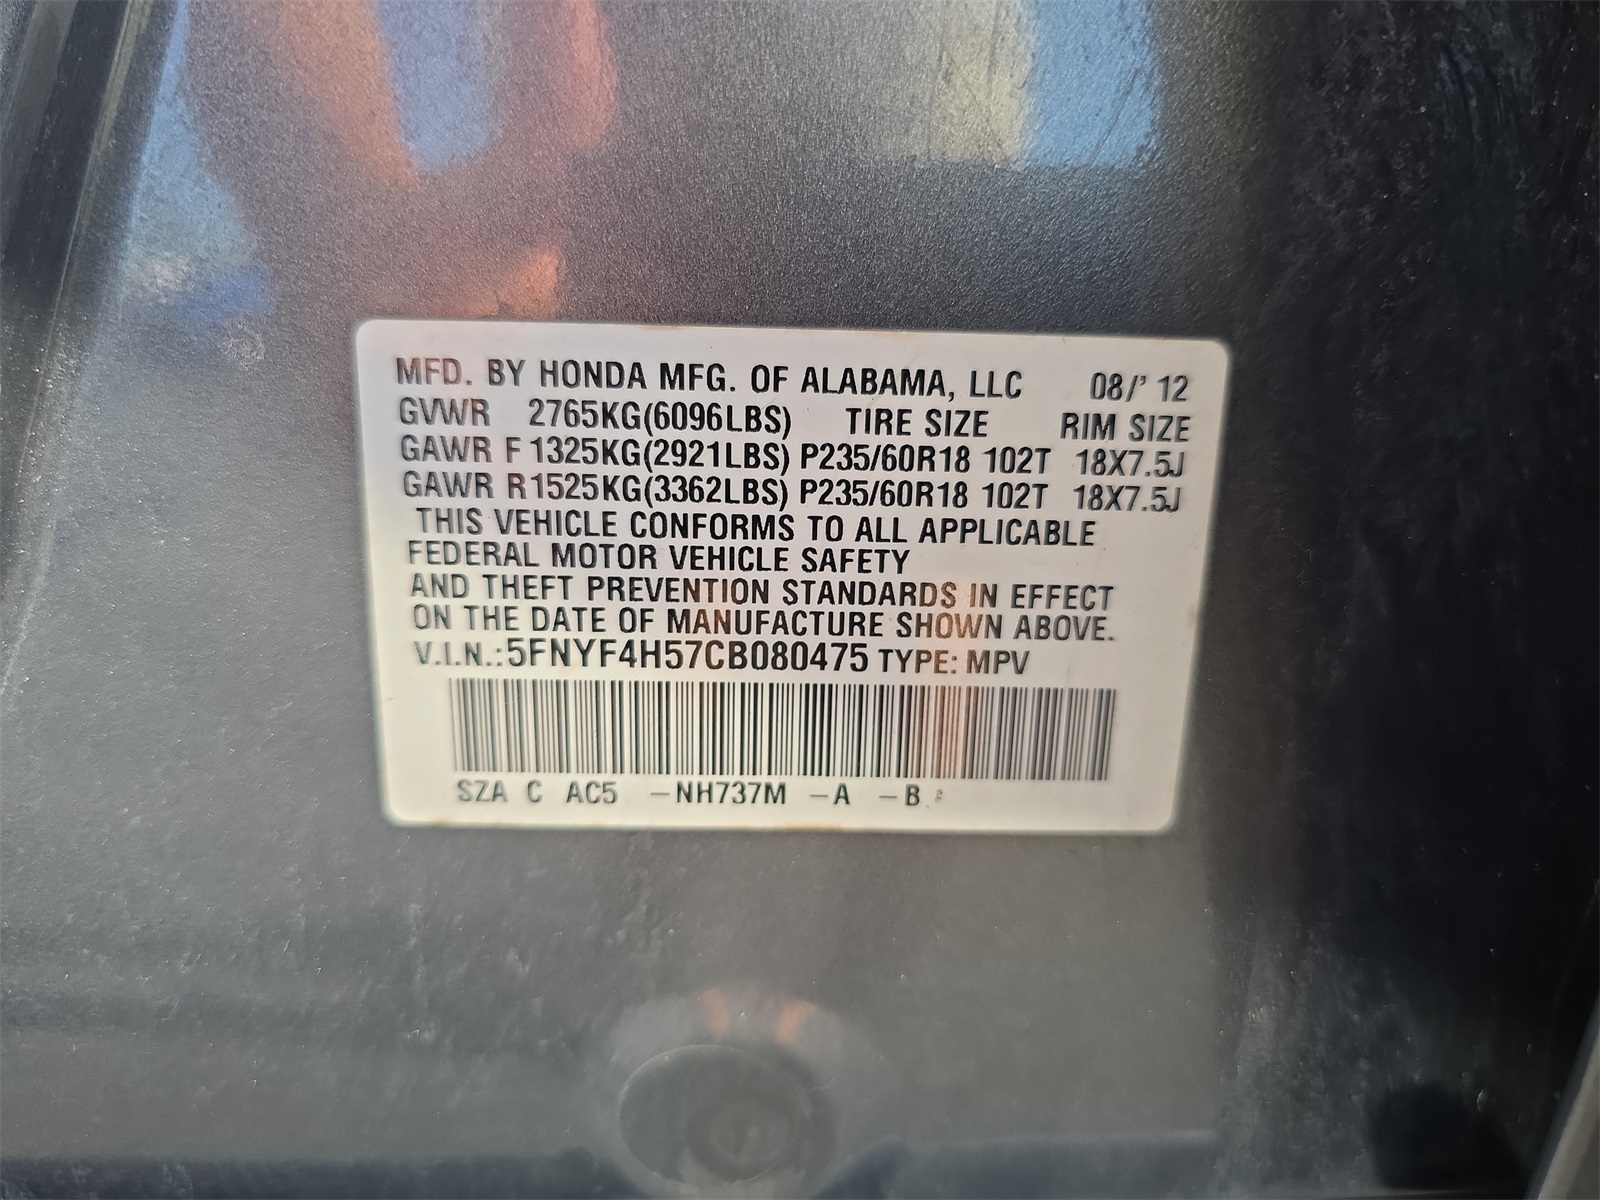 MFD. BY HONDA MFG. OF ALABAMA, LLC 08/' 12
GVWR 2765KG(6096LBS) TIRE SIZE RIM SIZE
GAWR F 1325KG(2921LBS) P235/60R18 102T 18X7.5J
GAWR R1525KG(3362LBS) P235/60R18 102T 18X7.5J
THIS VEHICLE CONFORMS TO ALL APPLICABLE
FEDERAL MOTOR VEHICLE SAFETY
AND THEFT PREVENTION STANDARDS IN EFFECT
ON THE DATE OF MANUFACTURE SHOWN ABOVE.
V.I.N.:5FNYF4H57CB080475 TYPE: MPV
SZA C AC5 -NH737M -A -B